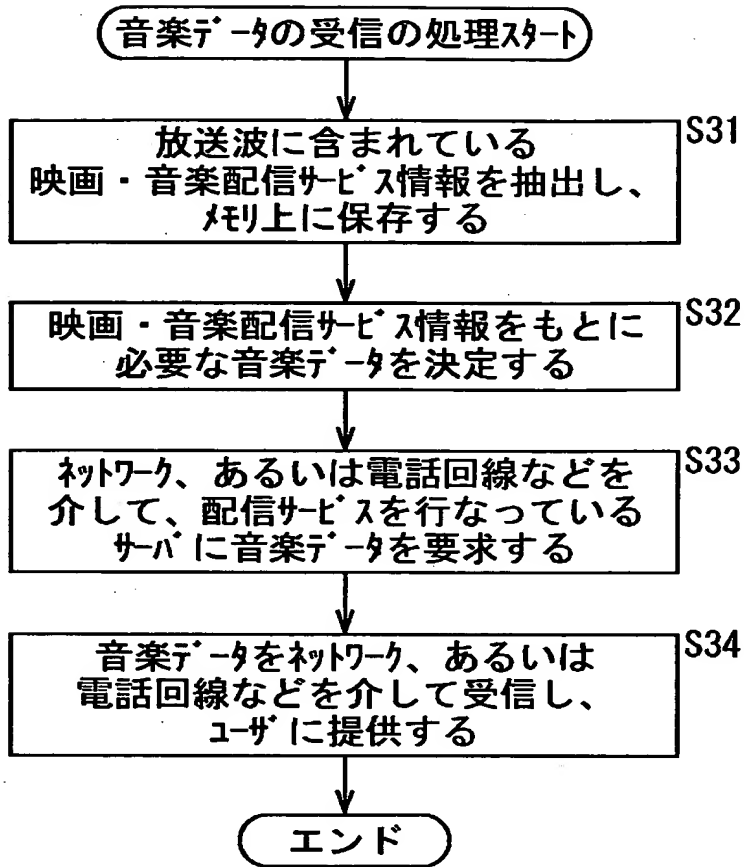 音楽ﾃﾞｰﾀの受信の処理ｽﾀｰﾄ
S31
放送波に含まれている
映画・音楽配信ｻｰﾋﾞｽ情報を抽出し、
ﾒﾓﾘ上に保存する
S32
映画・音楽配信ｻｰﾋﾞｽ情報をもとに
必要な音楽ﾃﾞｰﾀを決定する
S33
ﾈｯﾄﾜｰｸ、あるいは電話回線などを
介して、配信ｻｰﾋﾞｽを行なっている
ｻｰﾊﾞに音楽ﾃﾞｰﾀを要求する
S34
音楽ﾃﾞｰﾀをﾈｯﾄﾜｰｸ、あるいは
電話回線などを介して受信し、
ﾕｰｻﾞに提供する
エンド